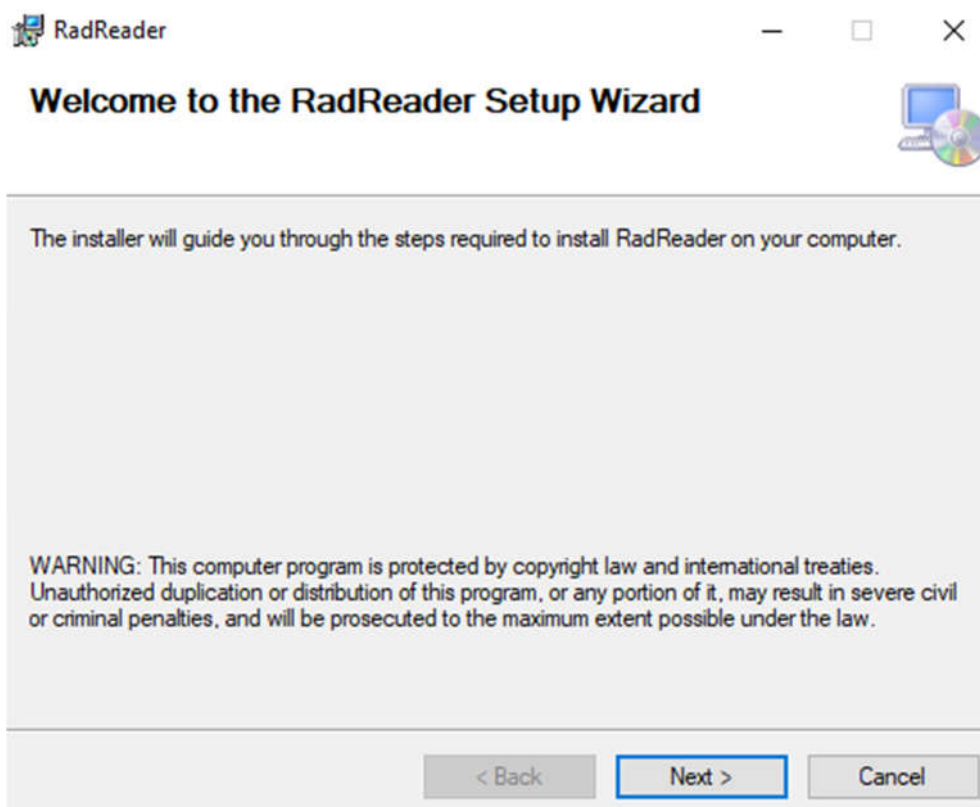 RadReader
Welcome to the RadReader Setup Wizard
The installer will guide you through the steps required to install RadReader on your computer.
WARNING: This computer program is protected by copyright law and international treaties.
Unauthorized duplication or distribution of this program, or any portion of it, may result in severe civil
or criminal penalties, and will be prosecuted to the maximum extent possible under the law.
< Back
Next >
Cancel